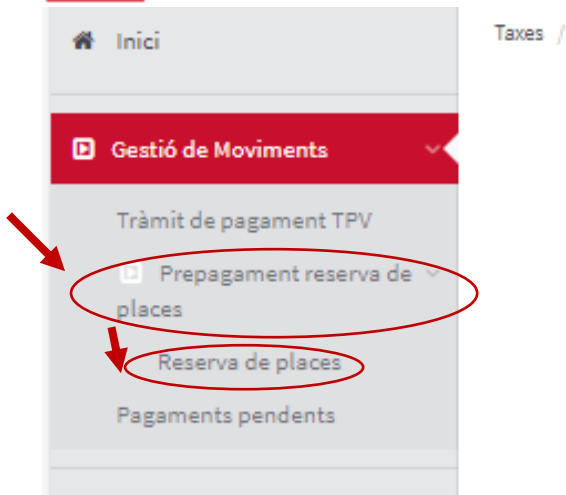 Inici
Taxes /
Gestió de Moviments
Tràmit de pagament TPV
Prepagament reserva de
places
Reserva de places
Pagaments pendents